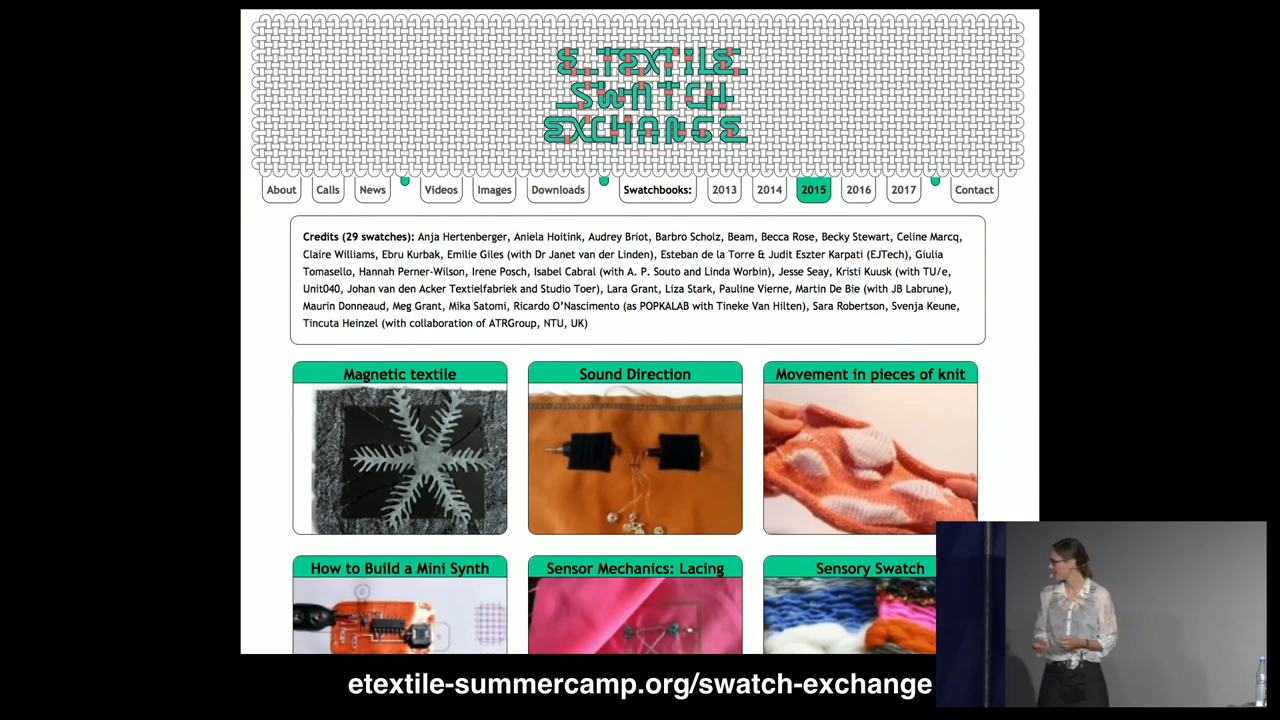 E_TEXTILE_
_SWATCH
EXCHANGE_
About Calls News Videos Images Downloads Swatchbooks: 2013 2014 2015 2016 2017 Contact
Credits (29 swatches): Anja Hertenberger, Aniela Hoitink, Audrey Briot, Barbro Scholz, Beam, Becca Rose, Becky Stewart, Celine Marcq,
Claire Williams, Ebru Kurbak, Emilie Giles (with Dr Janet van der Linden), Esteban de la Torre & Judit Eszter Karpati (EJTech), Giulia
Tomasello, Hannah Perner-Wilson, Irene Posch, Isabel Cabral (with A. P. Souto and Linda Worbin), Jesse Seay, Kristi Kuusk (with TU/e,
Unit040, Johan van den Acker Textielfabriek and Studio Toer), Lara Grant, Liza Stark, Pauline Vierne, Martin De Bie (with JB Labrune),
Maurin Donneaud, Meg Grant, Mika Satomi, Ricardo O'Nascimento (as POPKALAB with Tineke Van Hilten), Sara Robertson, Svenja Keune,
Tincuta Heinzel (with collaboration of ATRGroup, NTU, UK)
Magnetic textile
Sound Direction
Movement in pieces of knit
How to Build a Mini Synth
Sensor Mechanics: Lacing
Sensory Swatch
etextile-summercamp.org/swatch-exchange